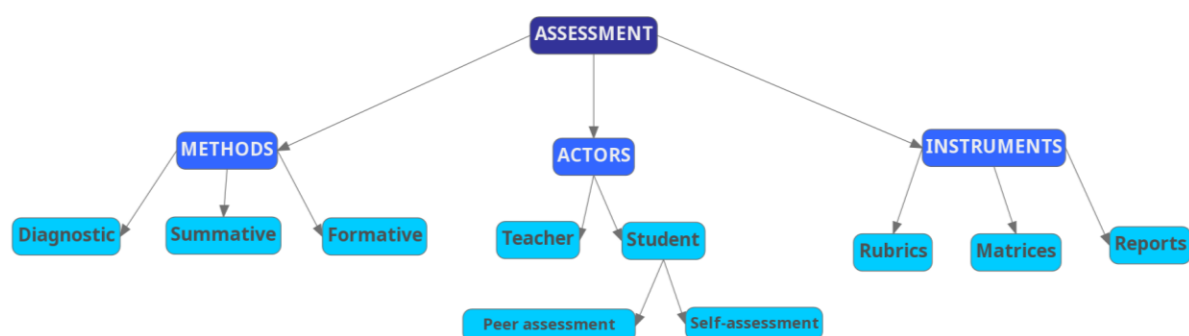 ASSESSMENT
METHODS
ACTORS
INSTRUMENTS
Diagnostic
Summative
Formative
Teacher
Student
Rubrics
Matrices
Reports
Peer assessment
Self-assessment